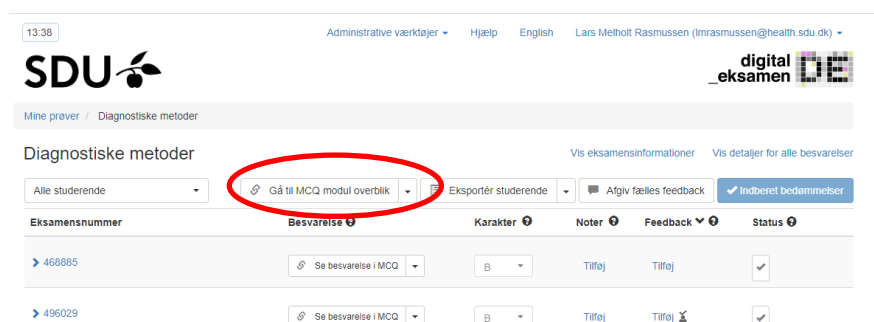 13:38 Administrative værktøjer Hjælp English Lars Melholt Rasmussen (lmrasmussen@health.sdu.dk)
SDU digital
_eksamen DE
Mine prøver / Diagnostiske metoder
Diagnostiske metoder Vis eksamensinformationer Vis detaljer for alle besvarelser
Alle studerende Gå til MCQ modul overblik Eksportér studerende Afgiv fælles feedback Indberet bedømmelser
Eksamensnummer Besvarelse Karakter Noter Feedback Status
468885 Se besvarelse i MCQ B Tilføj Tilføj
496029 Se besvarelse i MCQ B Tilføj Tilføj